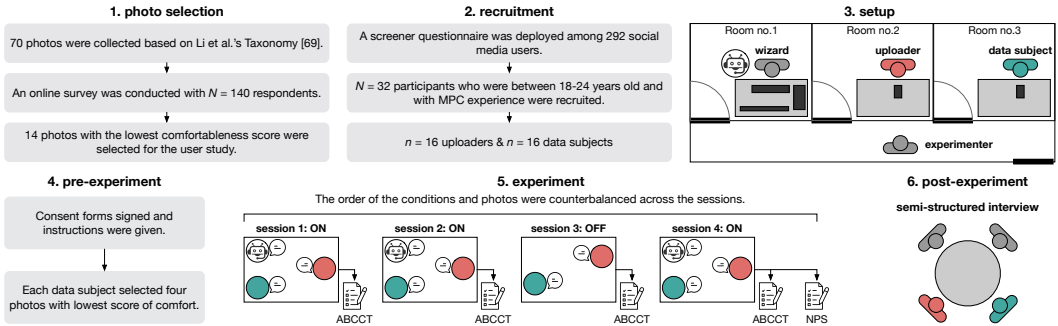 1. photo selection
70 photos were collected based on Li et al.'s Taxonomy [69].
An online survey was conducted with N = 140 respondents.
14 photos with the lowest comfortableness score were
selected for the user study.
2. recruitment
A screener questionnaire was deployed among 292 social
media users.
N = 32 participants who were between 18-24 years old and
with MPC experience were recruited.
n = 16 uploaders & n = 16 data subjects
3. setup
Room no.1
Room no.2
Room no.3
wizard
uploader
data subject
experimenter
4. pre-experiment
Consent forms signed and
instructions were given.
Each data subject selected four
photos with lowest score of comfort.
5. experiment
The order of the conditions and photos were counterbalanced across the sessions.
session 1: ON
session 2: ON
session 3: OFF
session 4: ON
ABCCT
ABCCT
ABCCT
ABCCT
NPS
6. post-experiment
semi-structured interview